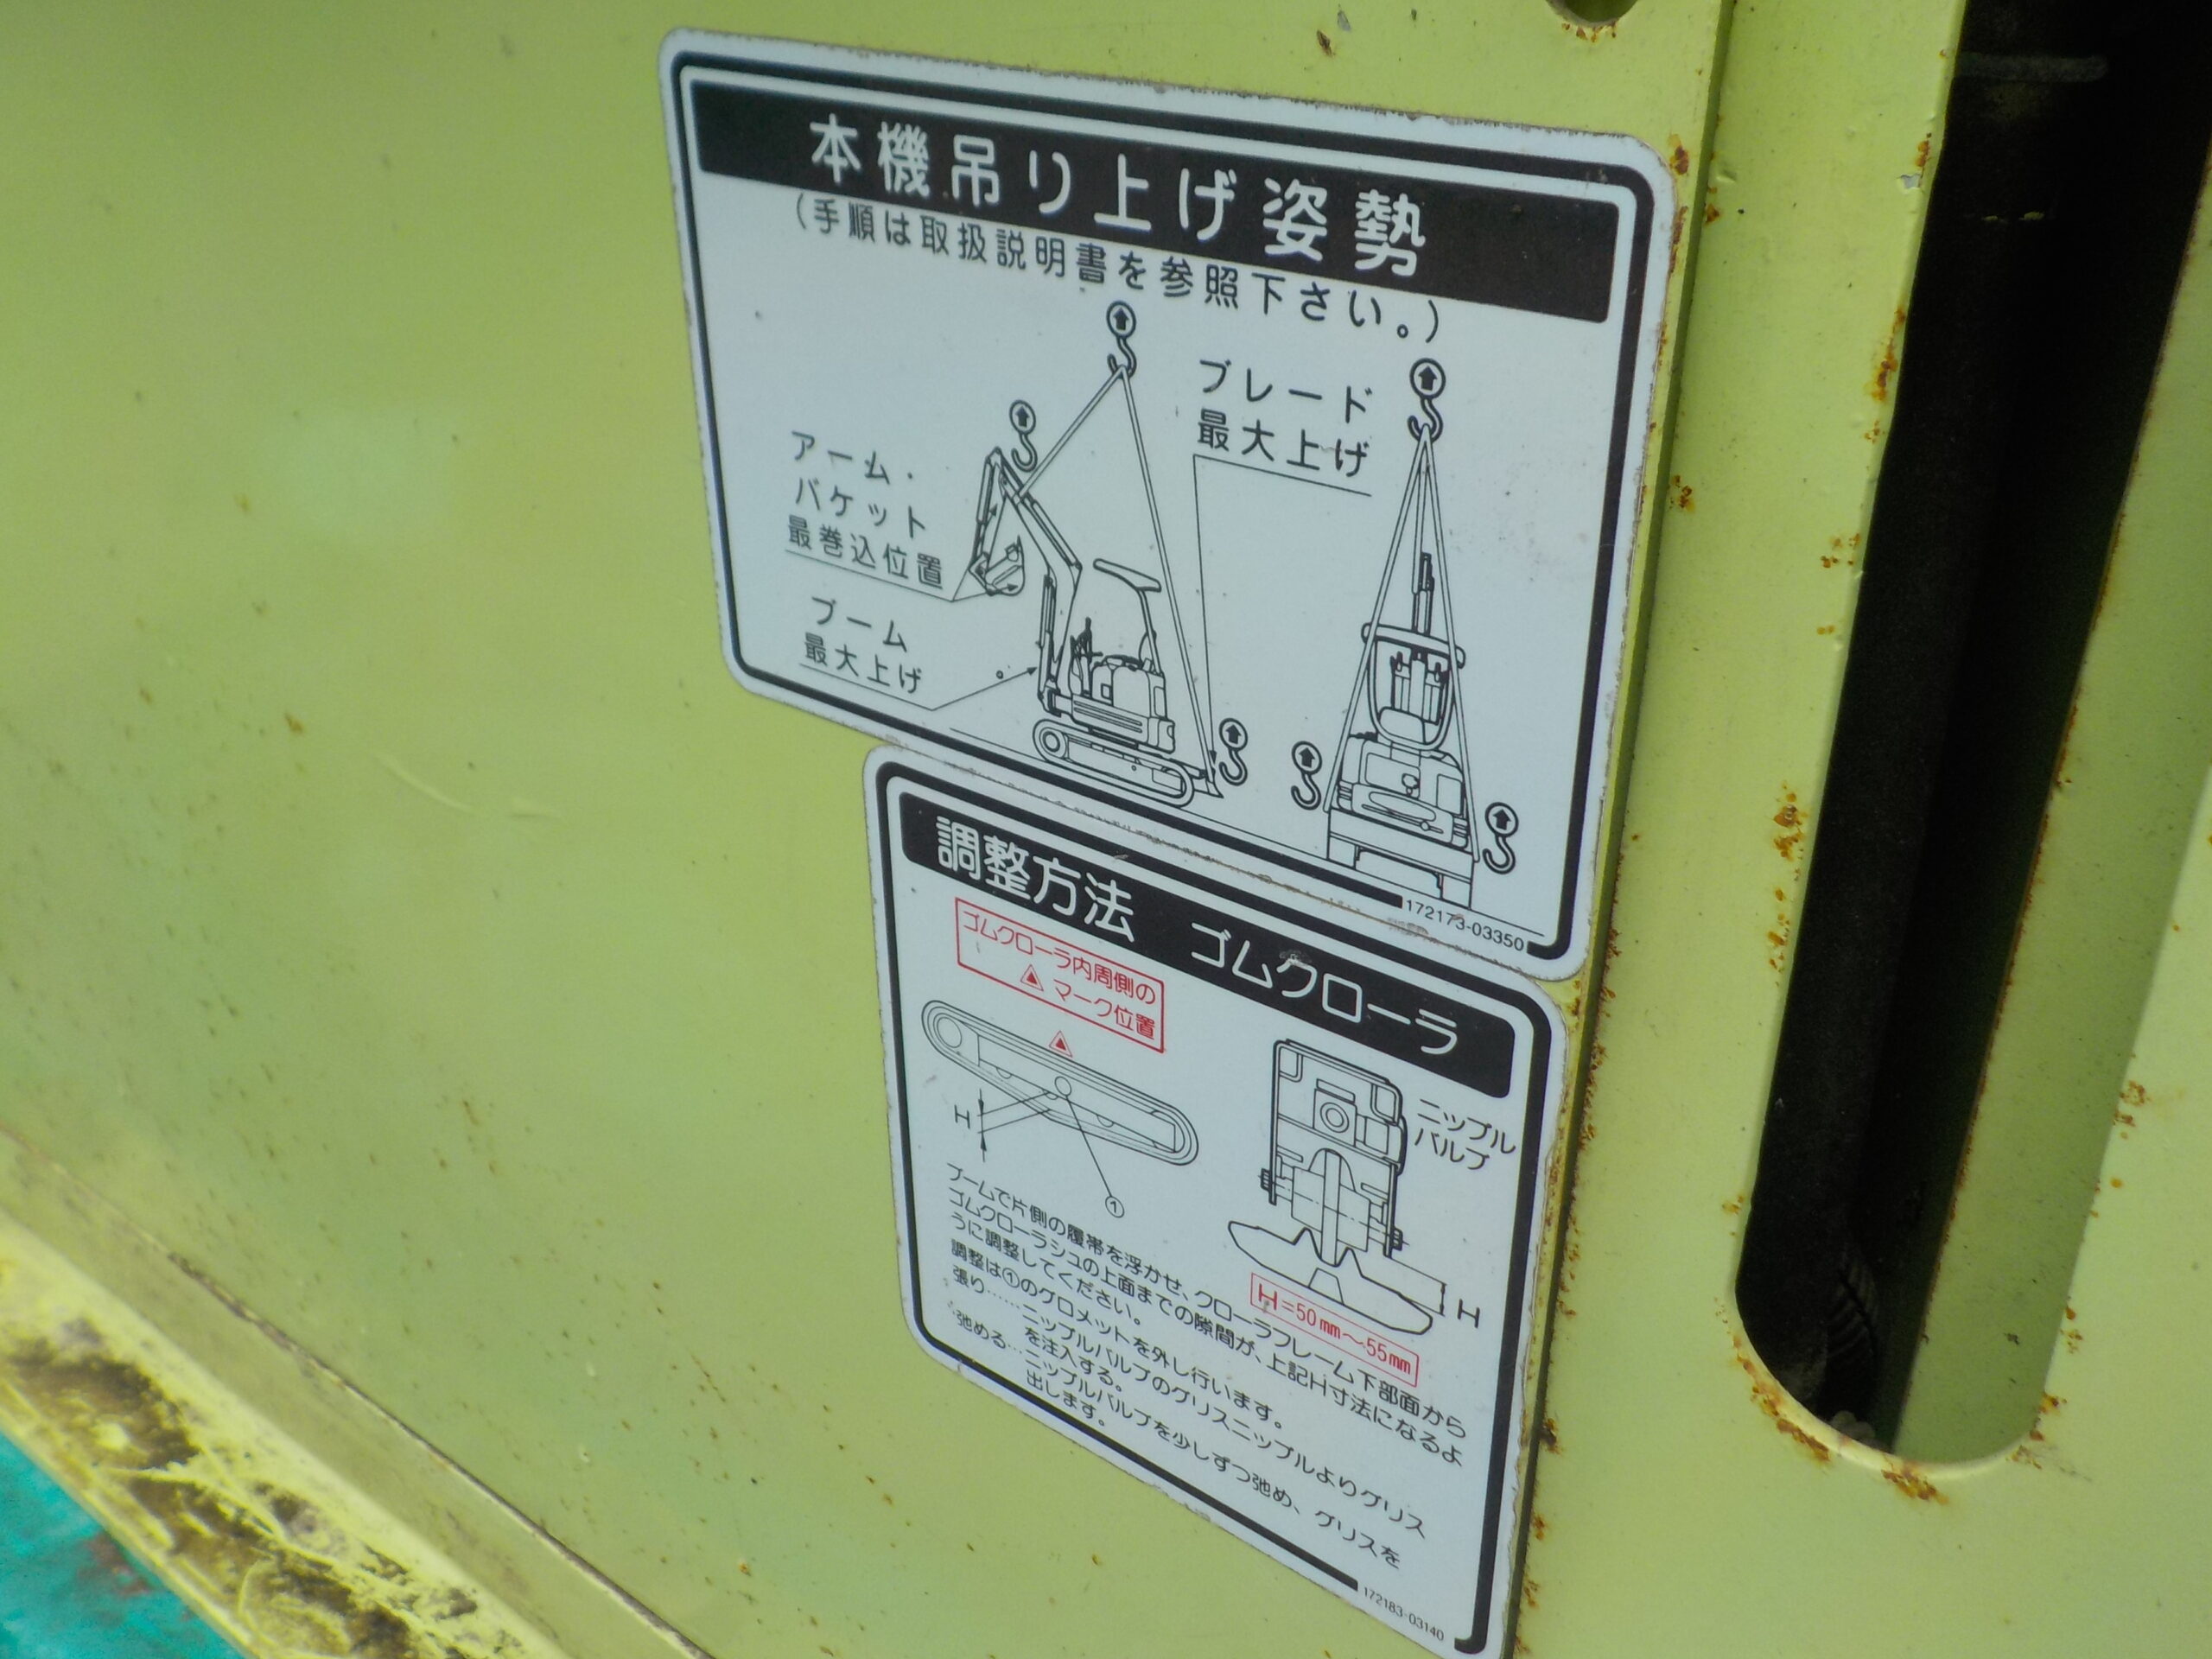 本機吊り上げ姿勢
(手順は取扱説明書を参照下さい。)
ブレード
最大上げ
アーム・
バケット
最巻込位置
ブーム
最大上げ
172173-03350
調整方法 ゴムクローラ
ゴムクローラ内周側の
▲ マーク位置
ニップル
バルブ
H
①
H
H=50mm〜55mm
ブームで片側の履帯を浮かせ、クローラフレーム下部面から
ゴムクローラシュの上面までの隙間が、上記H寸法になるよ
うに調整してください。
調整は①のグロメットを外し行います。
張り……ニップルバルブのグリスニップルよりグリス
を注入する。
弛める…ニップルバルブを少しずつ弛め、グリスを
出します。
172183-03140